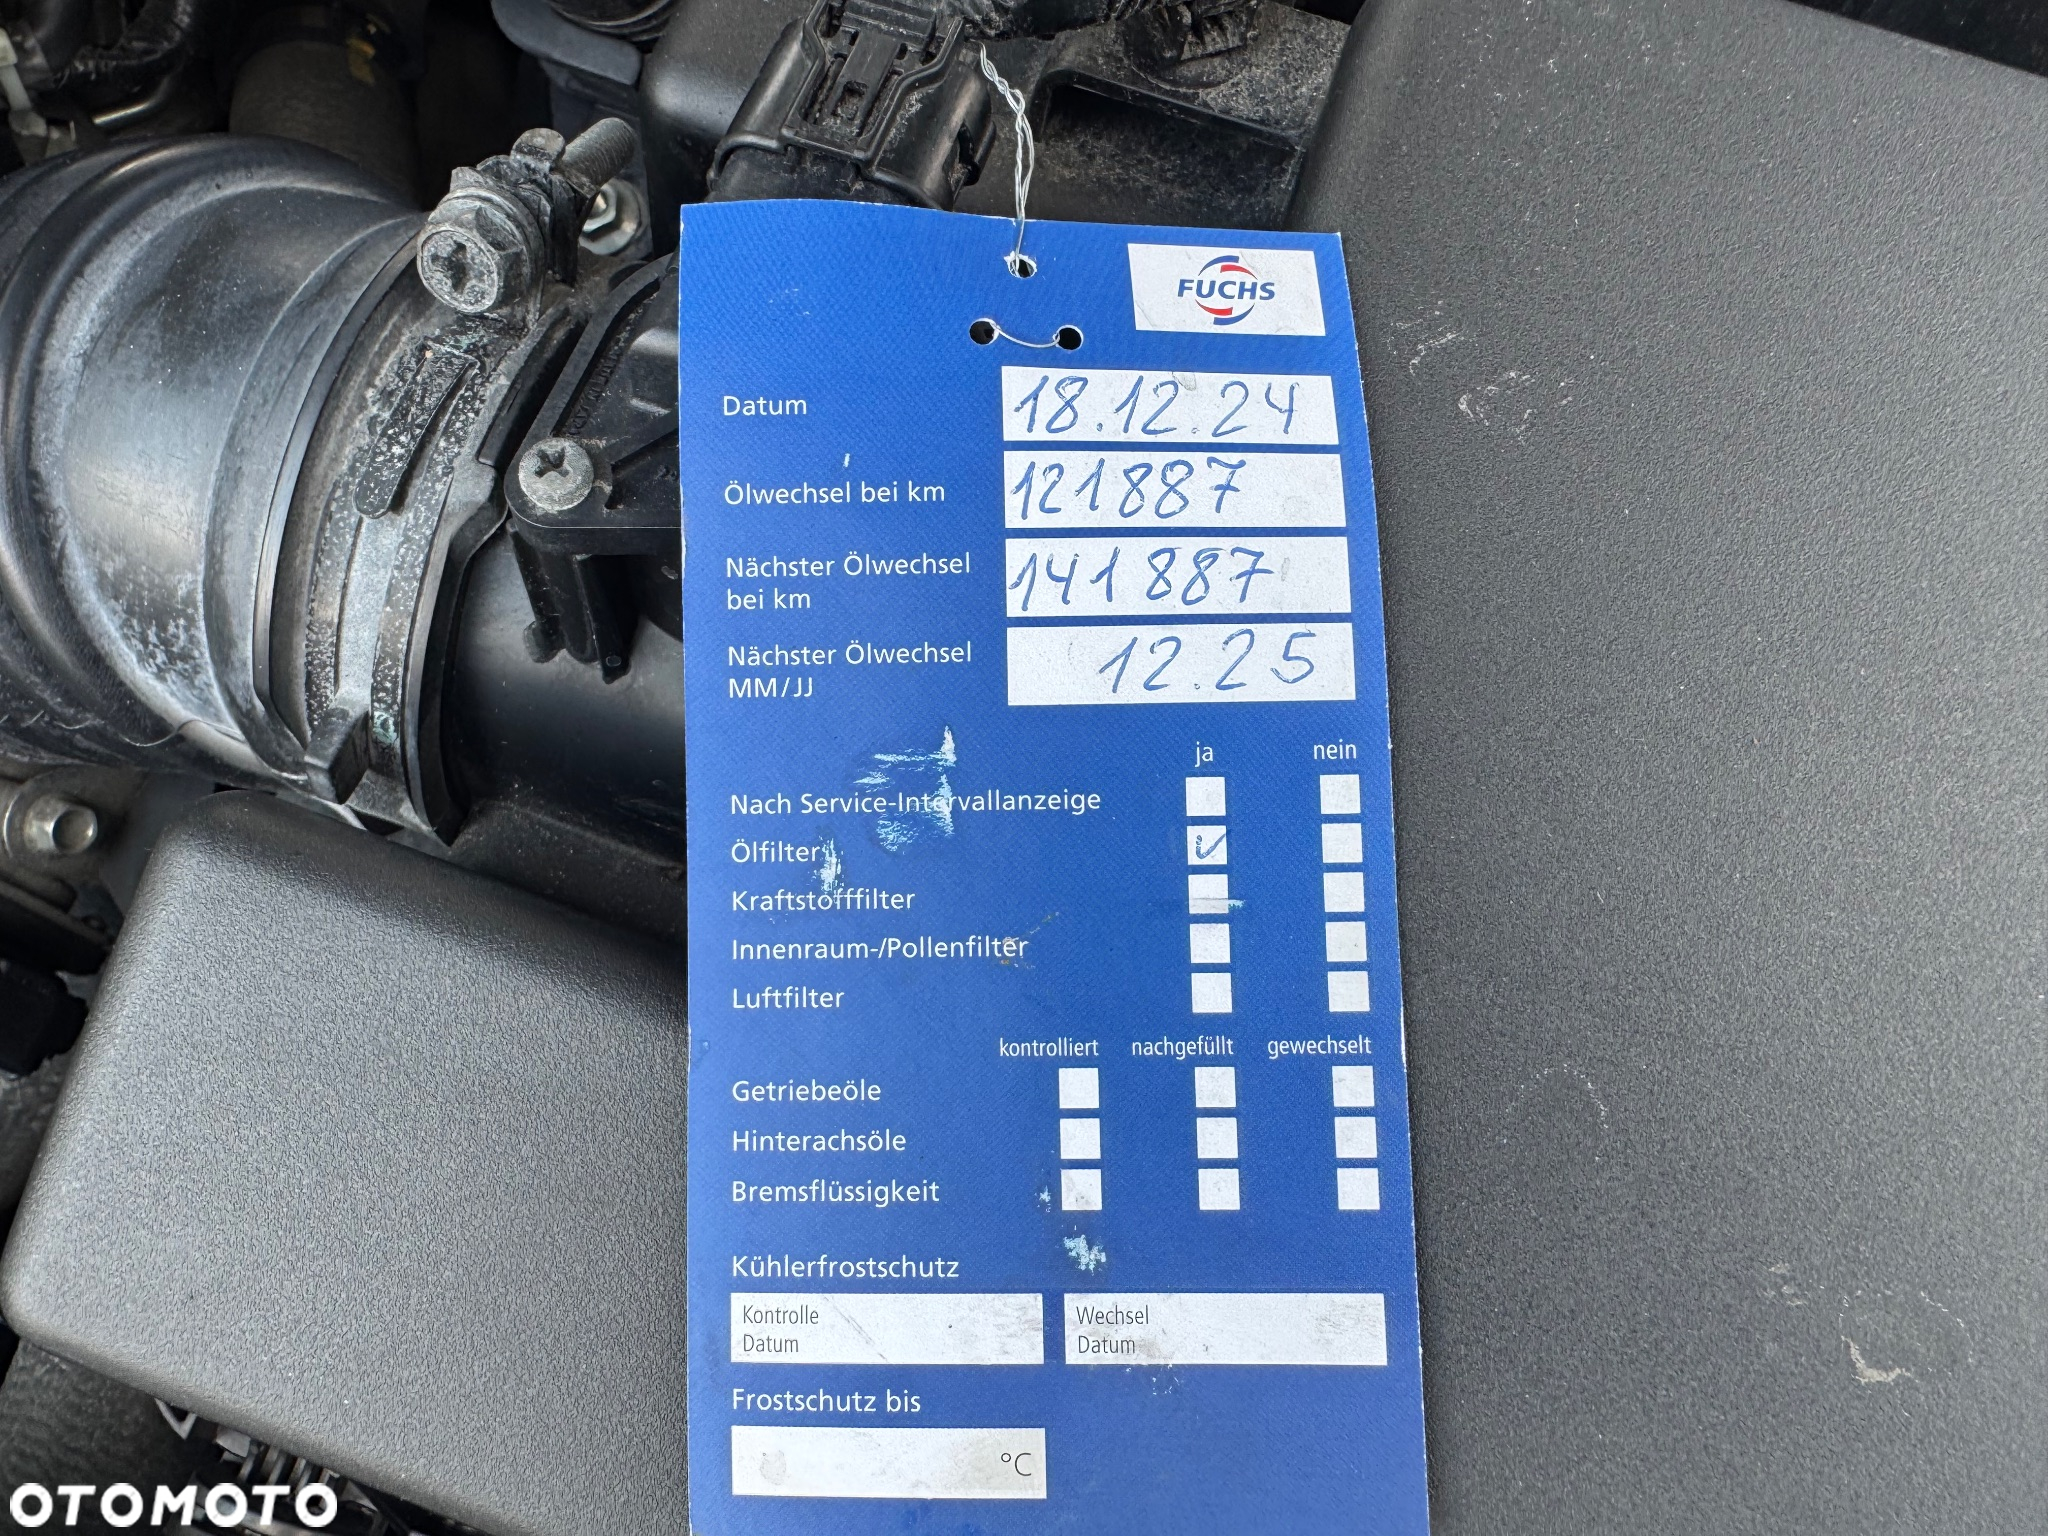 FUCHS
Datum 18.12.24
Ölwechsel bei km 121887
Nächster Ölwechsel
bei km 141887
Nächster Ölwechsel
MM/JJ 12.25
ja nein
Nach Service-Intervallanzeige
Ölfilter
Kraftstofffilter
Innenraum-/Pollenfilter
Luftfilter
kontrolliert nachgefüllt gewechselt
Getriebeöle
Hinterachsöle
Bremsflüssigkeit
Kühlerfrostschutz
Kontrolle
Datum
Wechsel
Datum
Frostschutz bis
°C
OTOMOTO